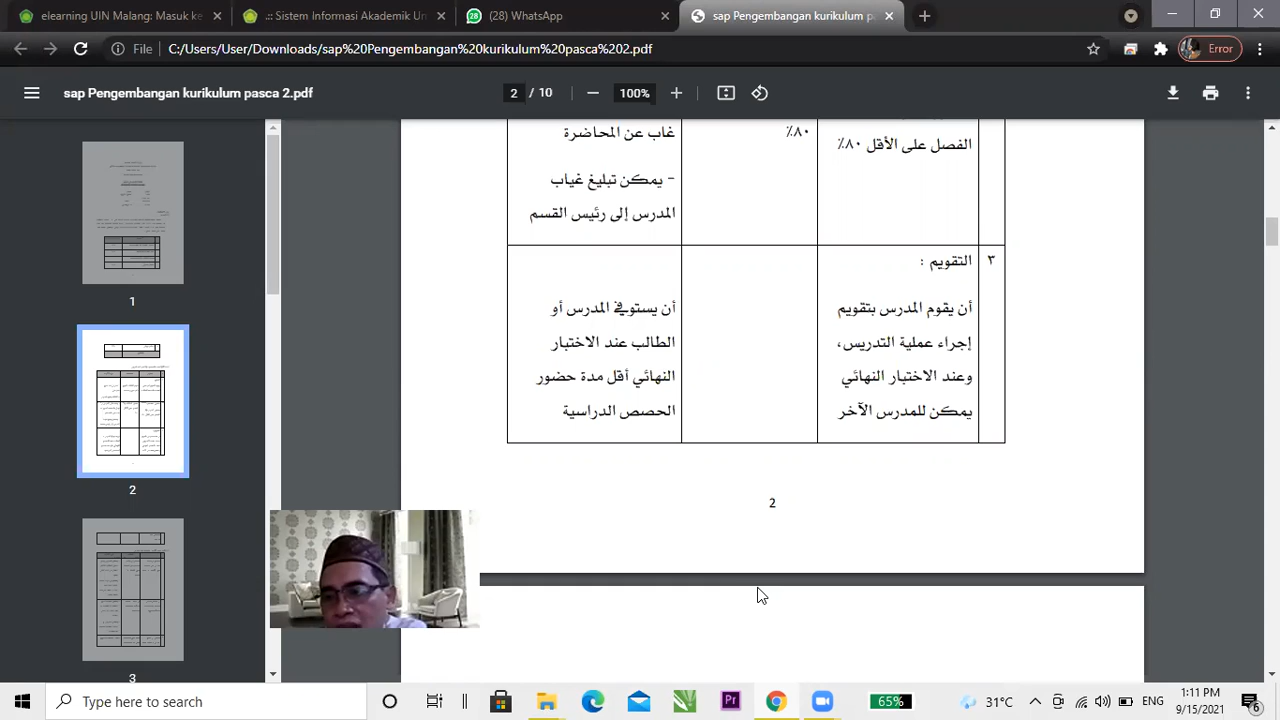 elearning UIN Malang: Masuk ke
.:: Sistem Informasi Akademik Un
(28) WhatsApp
sap Pengembangan kurikulum pa
File
C:/Users/User/Downloads/sap%20Pengembangan%20kurikulum%20pasca%202.pdf
Error
sap Pengembangan kurikulum pasca 2.pdf
2 / 10
100%
الفصل على الأقل ٨٠٪
٨٠٪
غاب عن المحاضرة
- يمكن تبليغ غياب
المدرس إلى رئيس القسم
٣
التقويم :
أن يقوم المدرس بتقويم
إجراء عملية التدريس،
وعند الاختبار النهائي
يمكن للمدرس الآخر
أن يستوفي المدرس أو
الطالب عند الاختبار
النهائي أقل مدة حضور
الحصص الدراسية
2
1
2
3
Type here to search
65%
31°C
ENG
1:11 PM
9/15/2021
6